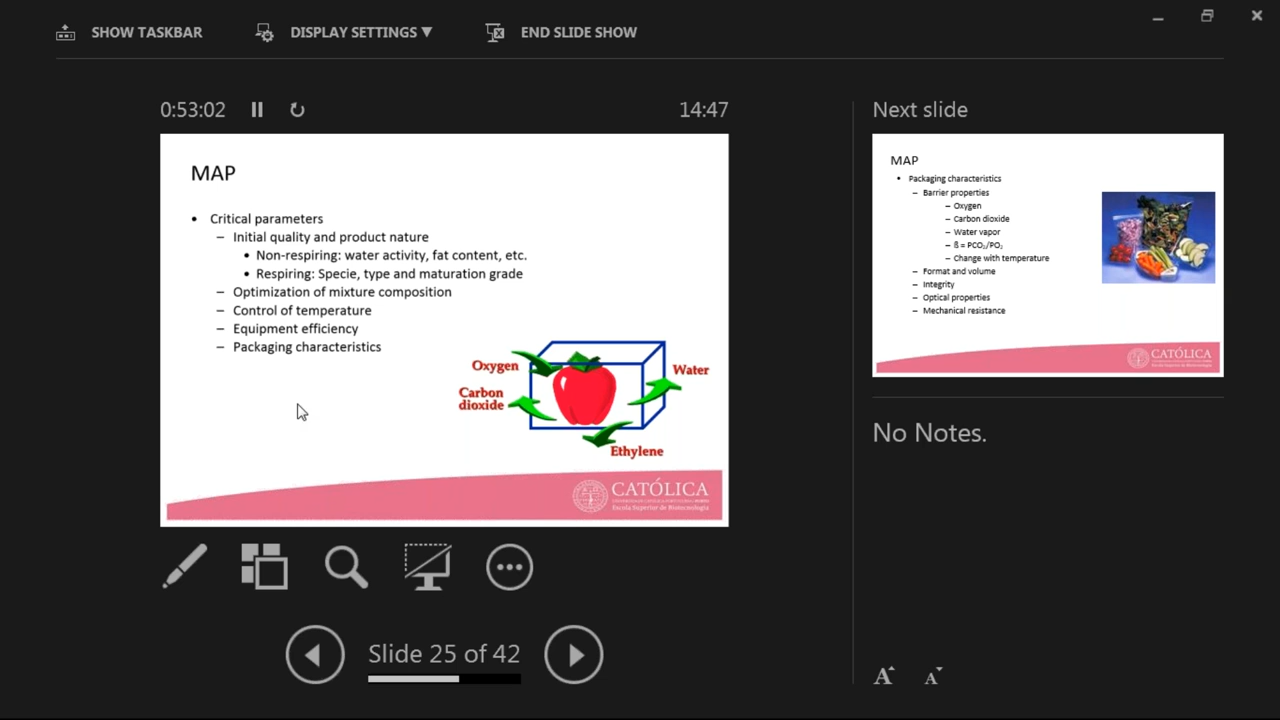 SHOW TASKBAR
DISPLAY SETTINGS ▼
END SLIDE SHOW
0:53:02
14:47
MAP
• Critical parameters
– Initial quality and product nature
• Non-respiring: water activity, fat content, etc.
• Respiring: Specie, type and maturation grade
– Optimization of mixture composition
– Control of temperature
– Equipment efficiency
– Packaging characteristics
Oxygen
Carbon
dioxide
Water
Ethylene
CATÓLICA
Escola Superior de Biotecnologia
Slide 25 of 42
Next slide
MAP
• Packaging characteristics
– Barrier properties
– Oxygen
– Carbon dioxide
– Water vapor
– ß = PCO₂/PO₂
– Change with temperature
– Format and volume
– Integrity
– Optical properties
– Mechanical resistance
CATÓLICA
No Notes.
A A